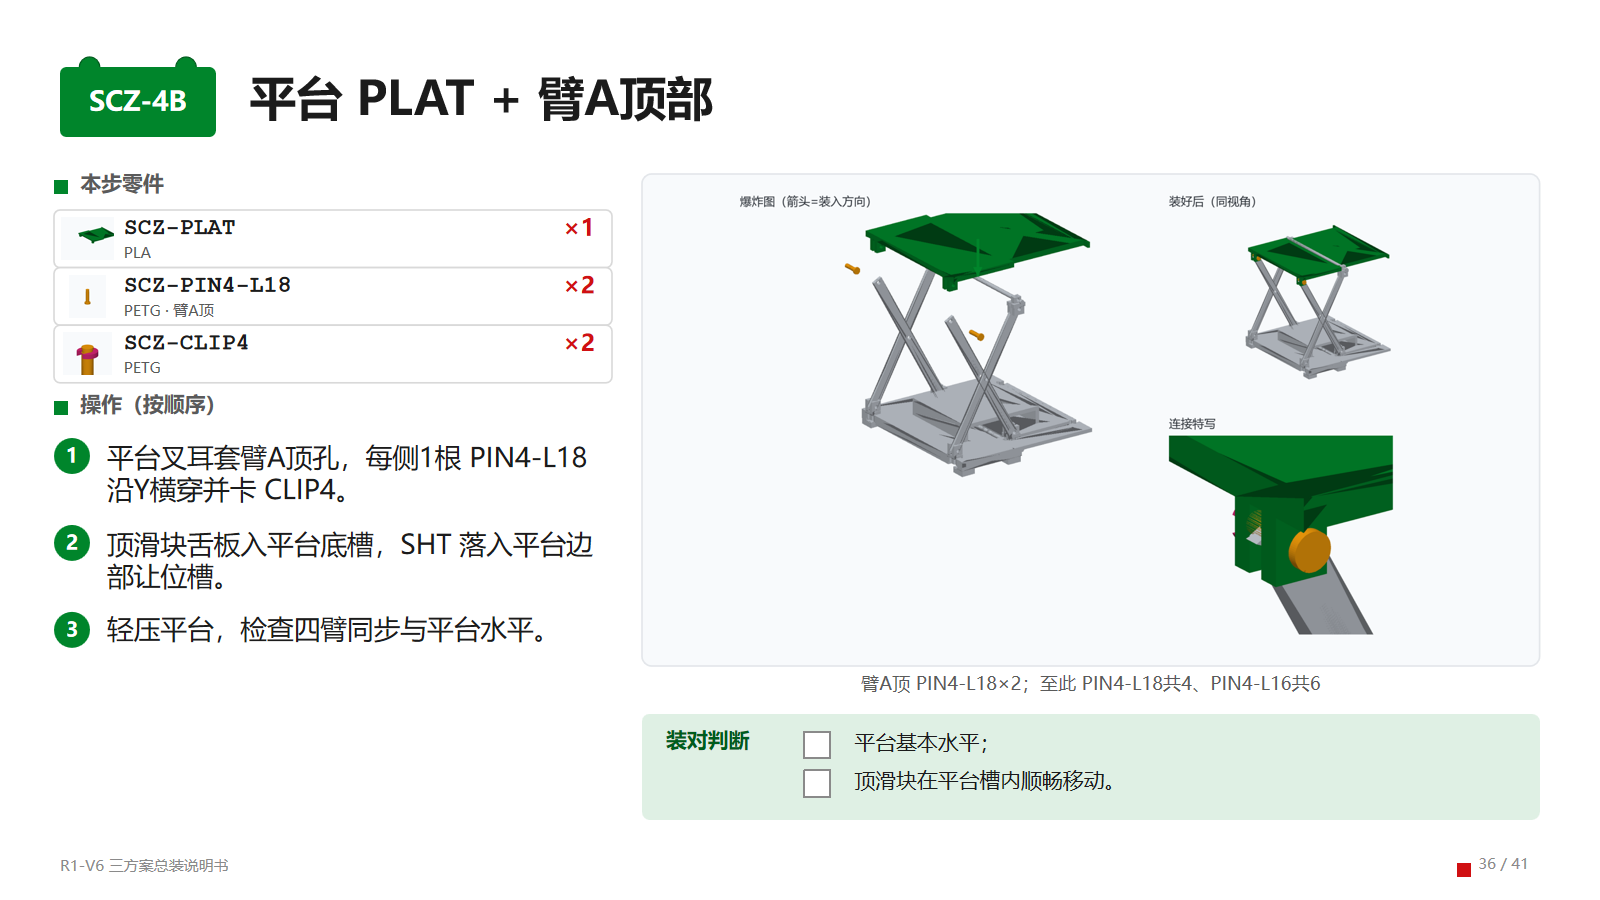 SCZ-4B
平台 PLAT + 臂A顶部
本步零件
SCZ-PLAT ×1
PLA
SCZ-PIN4-L18 ×2
PETG · 臂A顶
SCZ-CLIP4 ×2
PETG
操作（按顺序）
1 平台叉耳套臂A顶孔，每侧1根 PIN4-L18
沿Y横穿并卡 CLIP4。
2 顶滑块舌板入平台底槽，SHT 落入平台边
部让位槽。
3 轻压平台，检查四臂同步与平台水平。
爆炸图（箭头=装入方向）
装好后（同视角）
连接特写
臂A顶 PIN4-L18×2；至此 PIN4-L18共4、PIN4-L16共6
装对判断
平台基本水平；
顶滑块在平台槽内顺畅移动。
R1-V6 三方案总装说明书
36 / 41